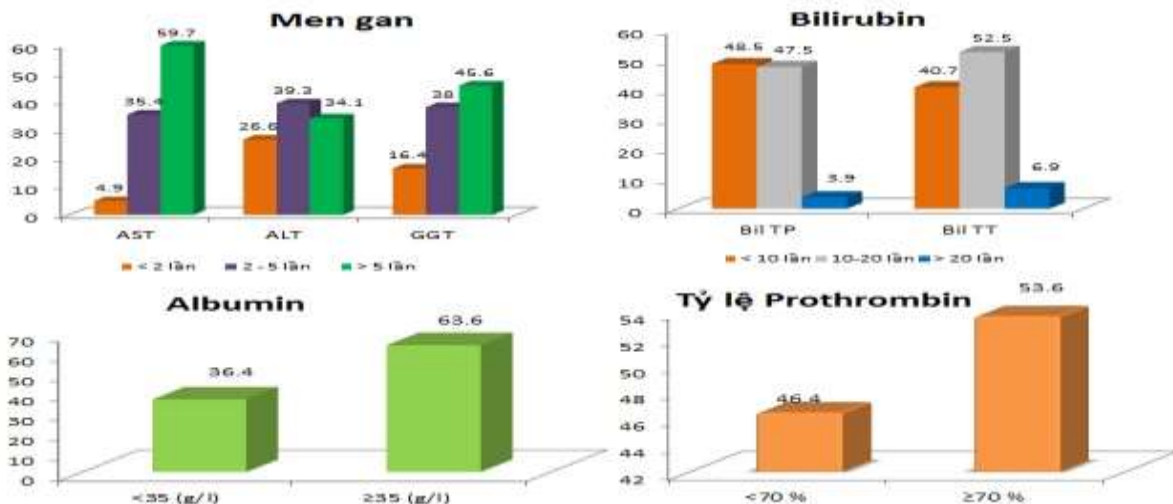 Men gan
60
50
40
30
20
10
0
4.9
35.4
59.7
26.6
39.3
34.1
16.4
38
45.6
AST
ALT
GGT
< 2 lần
2 - 5 lần
> 5 lần
Bilirubin
60
50
40
30
20
10
0
48.5
47.5
3.9
40.7
52.5
6.9
Bil TP
Bil TT
< 10 lần
10-20 lần
> 20 lần
Albumin
70
60
50
40
30
20
10
0
36.4
63.6
<35 (g/l)
≥35 (g/l)
Tỷ lệ Prothrombin
54
52
50
48
46
44
42
46.4
53.6
<70 %
≥70 %